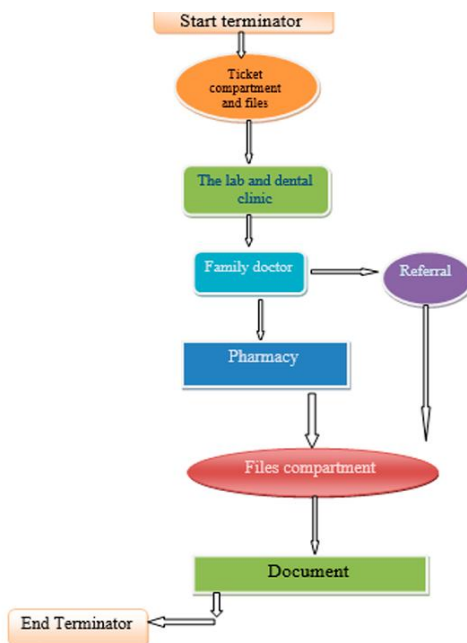 Start terminator
Ticket
compartment
and files
The lab and dental
clinic
Family doctor
Referral
Pharmacy
Files compartment
Document
End Terminator